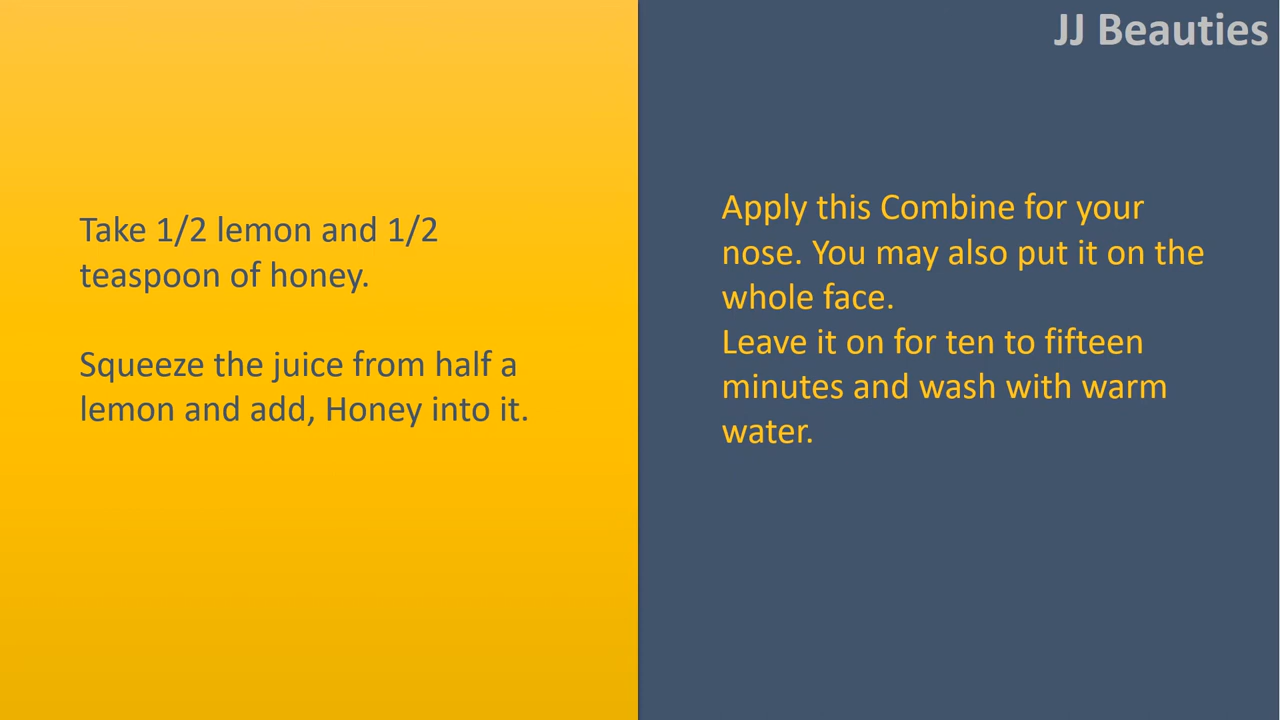 JJ Beauties
Take 1/2 lemon and 1/2
teaspoon of honey.
Squeeze the juice from half a
lemon and add, Honey into it.
Apply this Combine for your
nose. You may also put it on the
whole face.
Leave it on for ten to fifteen
minutes and wash with warm
water.